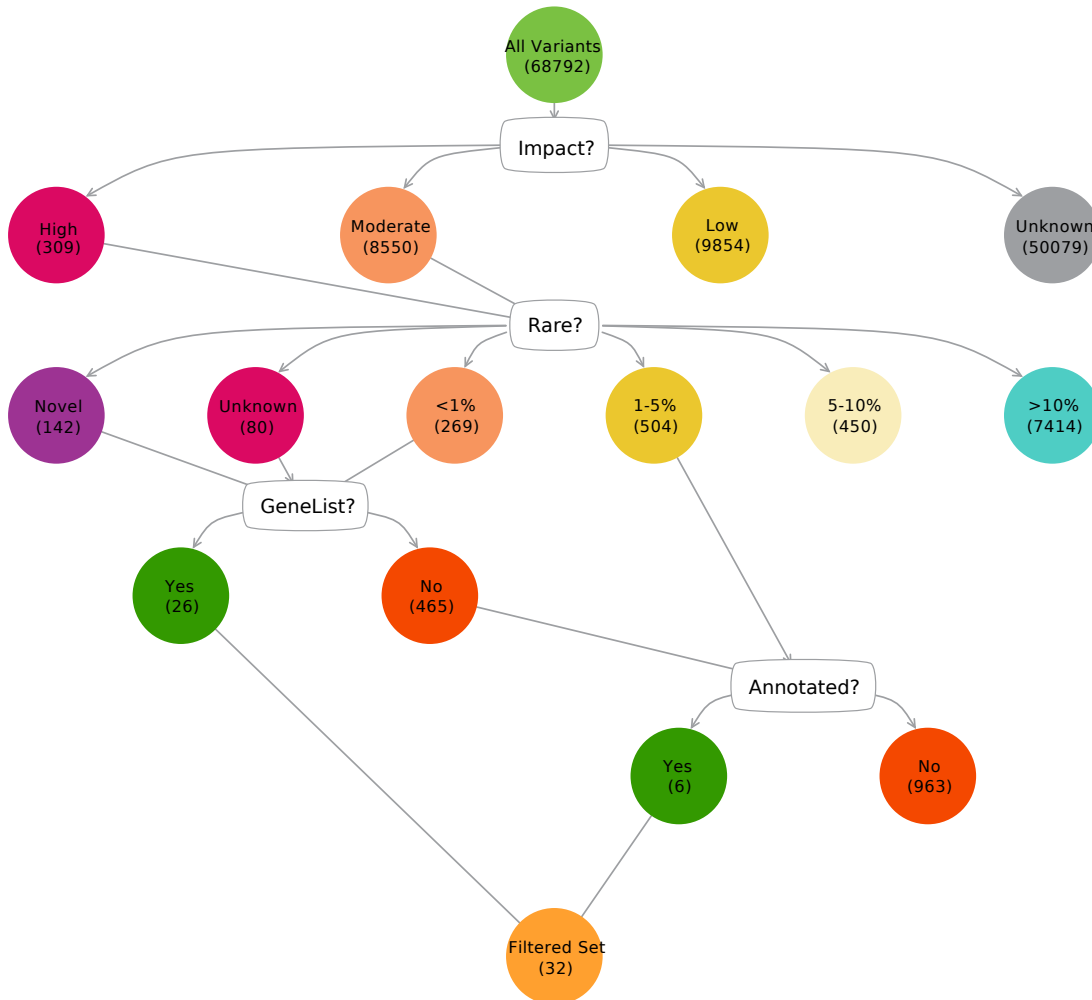 All Variants
(68792)
Impact?
High
(309)
Moderate
(8550)
Low
(9854)
Unknown
(50079)
Rare?
Novel
(142)
Unknown
(80)
<1%
(269)
1-5%
(504)
5-10%
(450)
>10%
(7414)
GeneList?
Yes
(26)
No
(465)
Annotated?
Yes
(6)
No
(963)
Filtered Set
(32)